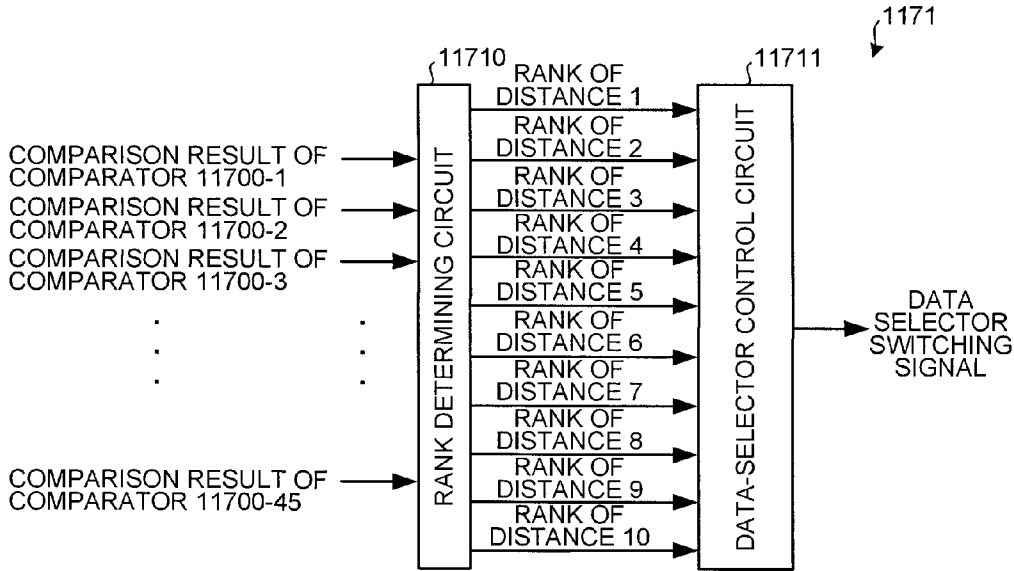 1171
11710
11711
COMPARISON RESULT OF
COMPARATOR 11700-1
COMPARISON RESULT OF
COMPARATOR 11700-2
COMPARISON RESULT OF
COMPARATOR 11700-3
COMPARISON RESULT OF
COMPARATOR 11700-45
RANK DETERMINING CIRCUIT
RANK OF
DISTANCE 1
RANK OF
DISTANCE 2
RANK OF
DISTANCE 3
RANK OF
DISTANCE 4
RANK OF
DISTANCE 5
RANK OF
DISTANCE 6
RANK OF
DISTANCE 7
RANK OF
DISTANCE 8
RANK OF
DISTANCE 9
RANK OF
DISTANCE 10
DATA-SELECTOR CONTROL CIRCUIT
DATA
SELECTOR
SWITCHING
SIGNAL